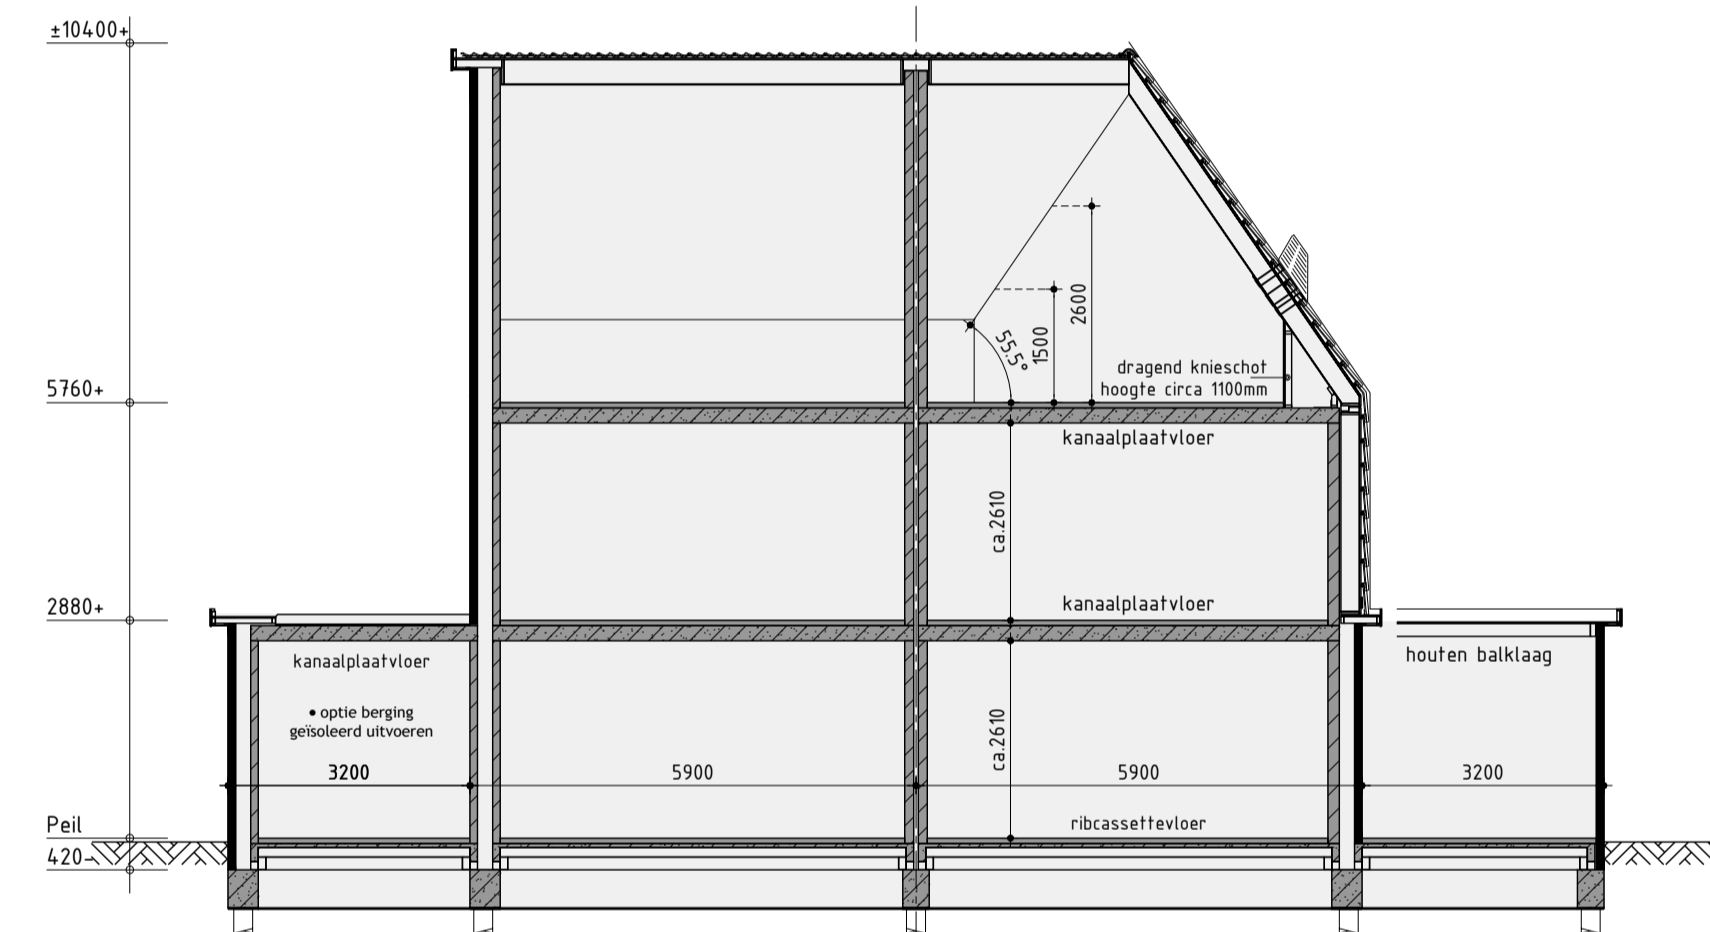 ±10400+
5760+
2880+
Peil
420-
2600
1500
55.5°
dragend knieschot
hoogte circa 1100mm
kanaalplaatvloer
ca.2610
kanaalplaatvloer
kanaalplaatvloer
houten balklaag
• optie berging
geïsoleerd uitvoeren
ca.2610
3200
5900
5900
3200
ribcassettevloer